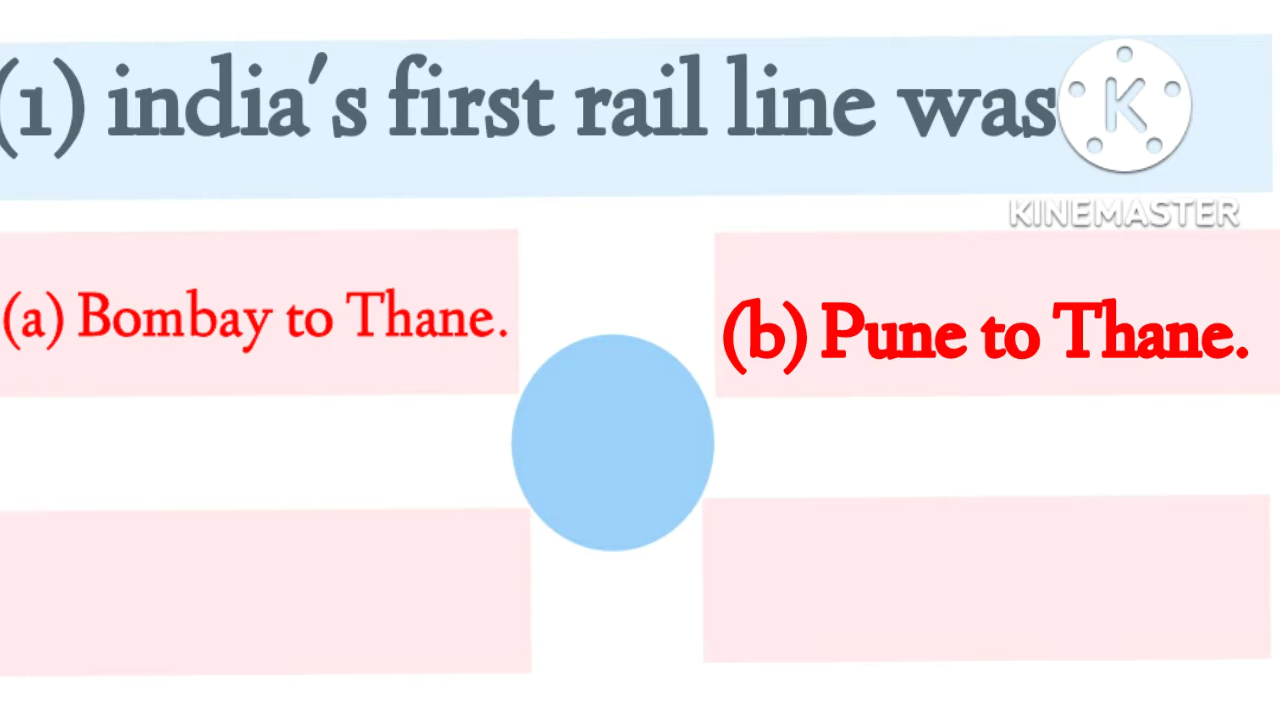 (1) india's first rail line was
K
KINEMASTER
(a) Bombay to Thane.
(b) Pune to Thane.